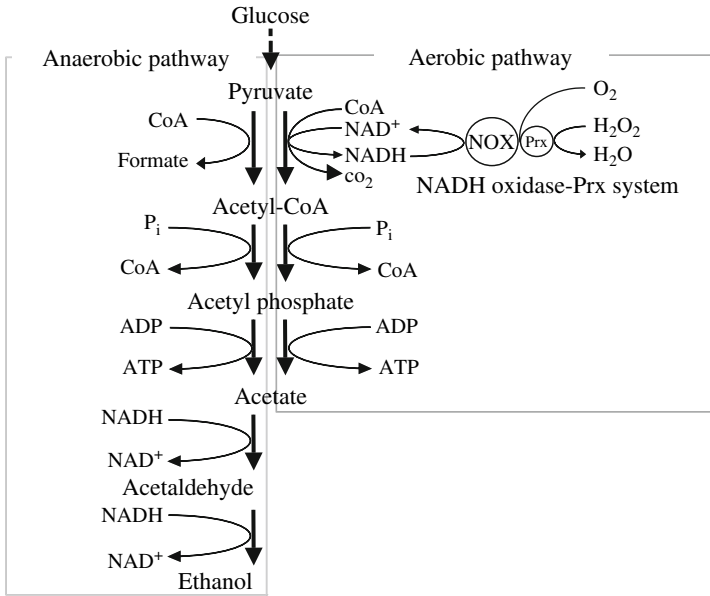 Glucose
Anaerobic pathway
Aerobic pathway
Pyruvate
CoA
Formate
CoA
NAD⁺
NADH
co₂
NOX
Prx
O₂
H₂O₂
H₂O
NADH oxidase-Prx system
Acetyl-CoA
Pᵢ
CoA
Pᵢ
CoA
Acetyl phosphate
ADP
ATP
ADP
ATP
Acetate
NADH
NAD⁺
Acetaldehyde
NADH
NAD⁺
Ethanol